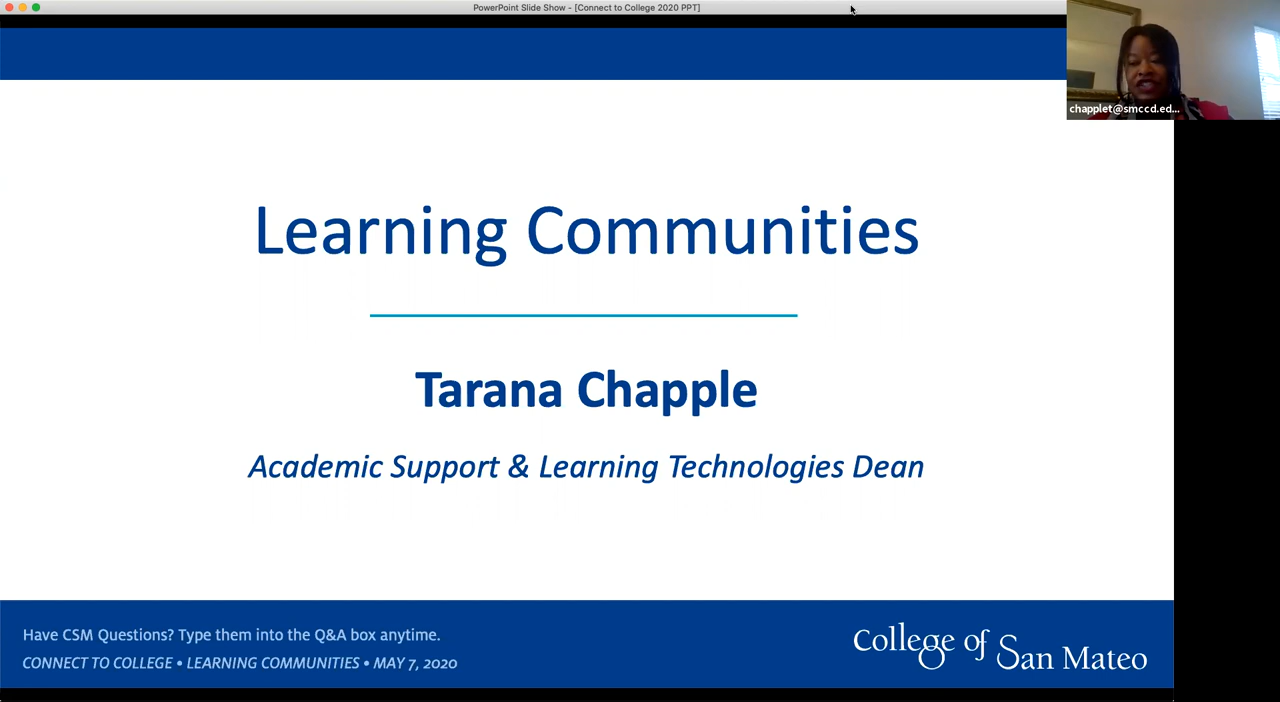 PowerPoint Slide Show - [Connect to College 2020 PPT]
chapplet@smccd.ed...
Learning Communities
Tarana Chapple
Academic Support & Learning Technologies Dean
Have CSM Questions? Type them into the Q&A box anytime.
CONNECT TO COLLEGE • LEARNING COMMUNITIES • MAY 7, 2020
College of San Mateo